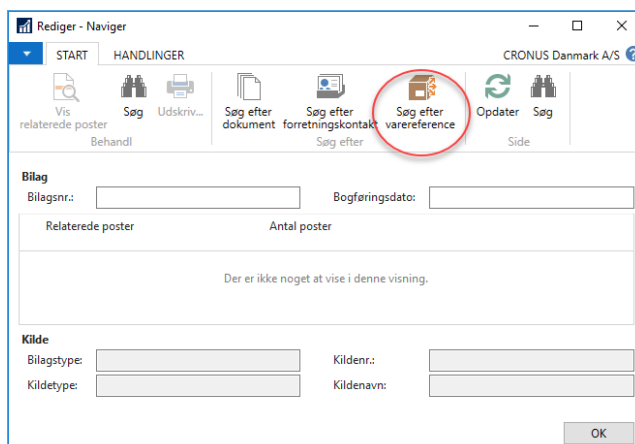 Rediger - Naviger
START HANDLINGER CRONUS Danmark A/S ?
Vis relaterede poster
Søg
Udskriv...
Søg efter dokument
Søg efter forretningskontakt
Søg efter varereference
Opdater
Søg
Behandl Søg efter Side
Bilag
Bilagsnr.: Bogføringsdato:
Relaterede poster Antal poster
Der er ikke noget at vise i denne visning.
Kilde
Bilagstype: Kildenr.:
Kildetype: Kildenavn:
OK